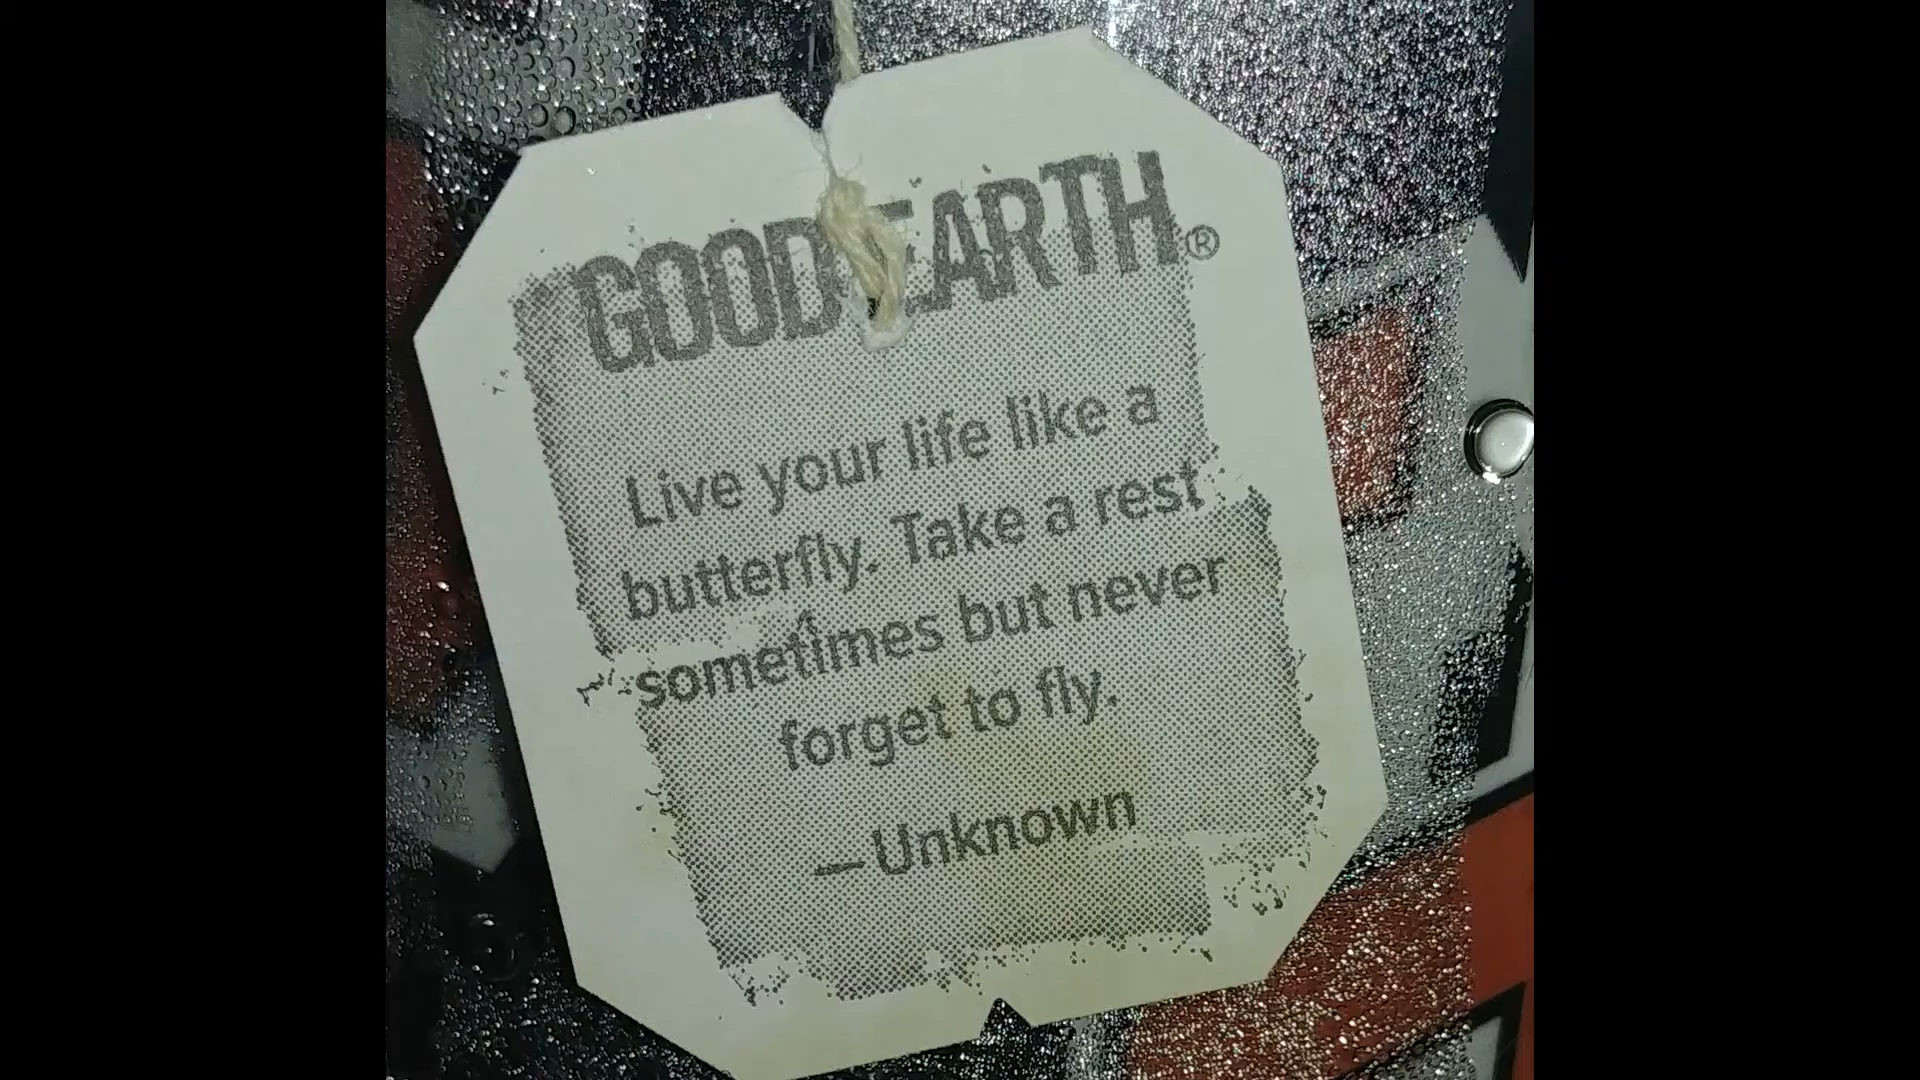 GOOD EARTH®
Live your life like a
butterfly. Take a rest
sometimes but never
forget to fly.
—Unknown